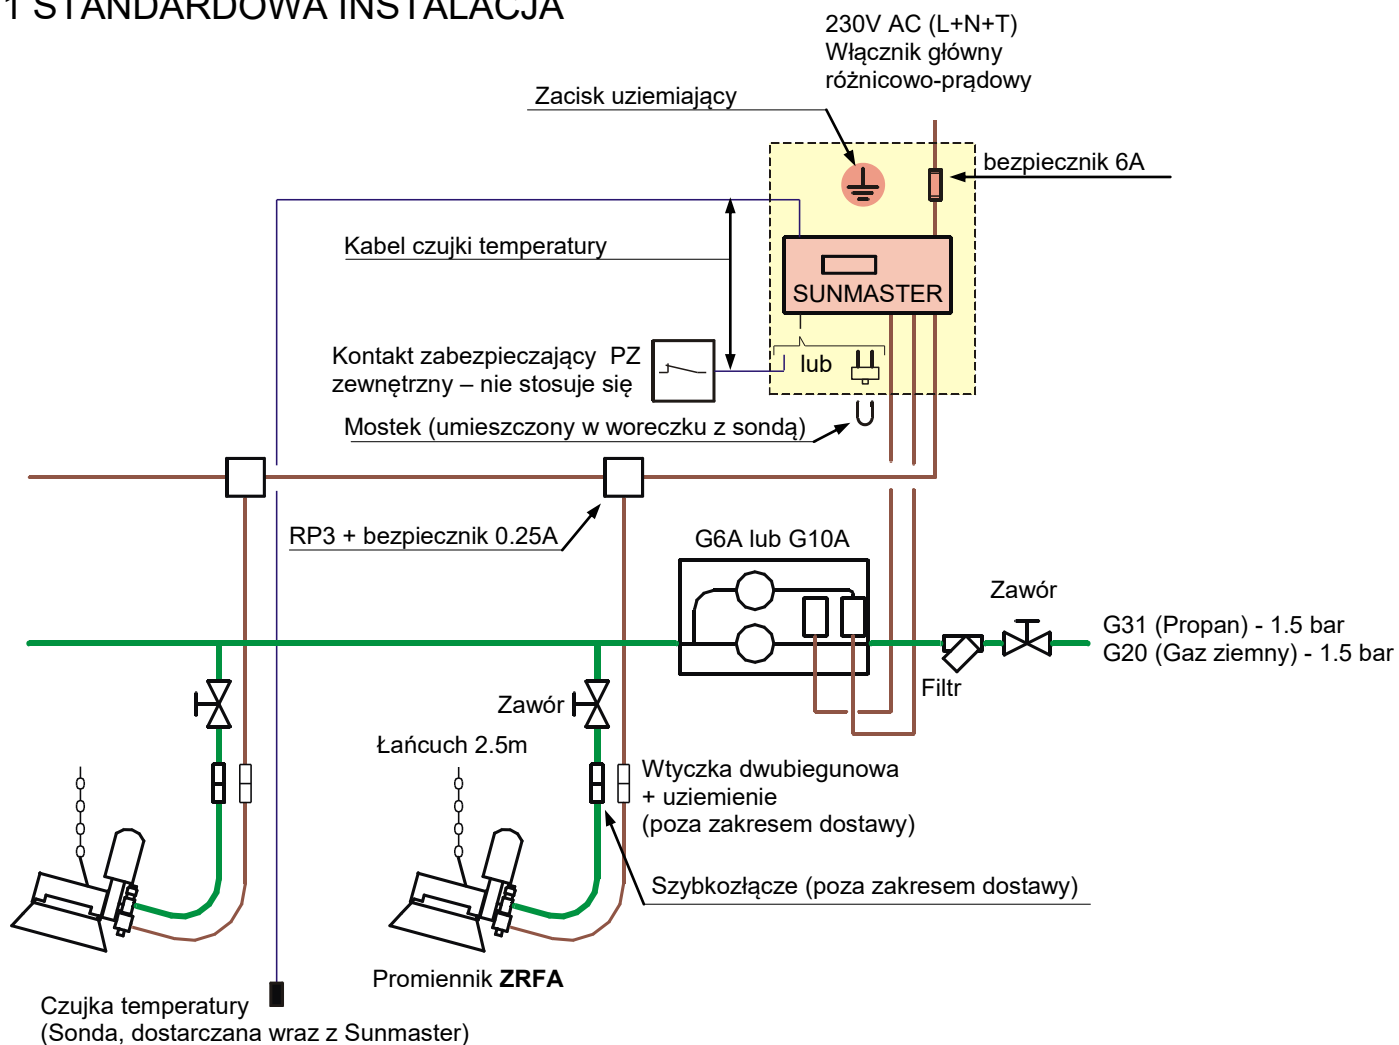 1 STANDARDOWA INSTALACJA
230V AC (L+N+T)
Włącznik główny
różnicowo-prądowy
Zacisk uziemiający
bezpiecznik 6A
Kabel czujki temperatury
SUNMASTER
Kontakt zabezpieczający PZ
zewnętrzny – nie stosuje się
lub
Mostek (umieszczony w woreczku z sondą)
RP3 + bezpiecznik 0.25A
G6A lub G10A
Zawór
G31 (Propan) - 1.5 bar
G20 (Gaz ziemny) - 1.5 bar
Filtr
Zawór
Łańcuch 2.5m
Wtyczka dwubiegunowa
+ uziemienie
(poza zakresem dostawy)
Szybkozłącze (poza zakresem dostawy)
Promiennik ZRFA
Czujka temperatury
(Sonda, dostarczana wraz z Sunmaster)